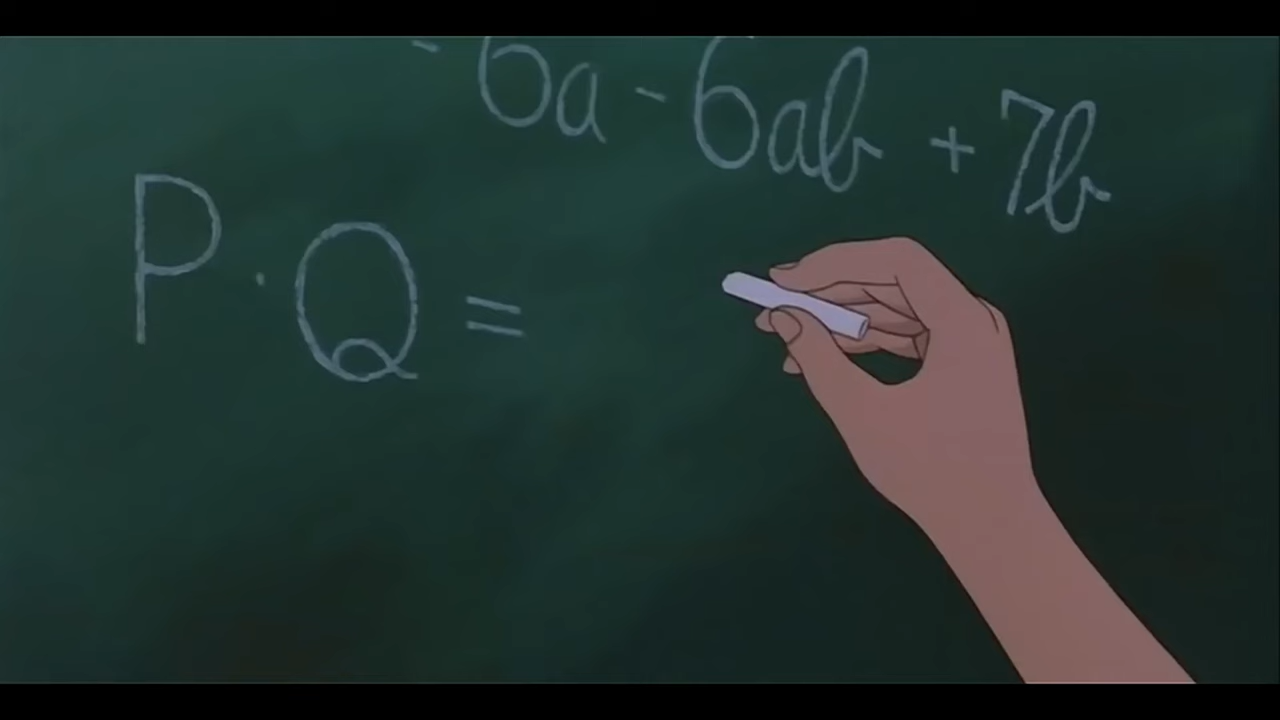 - 6a - 6ab + 7b
P · Q =